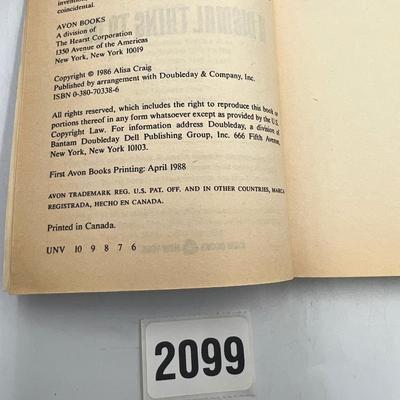 coincidental.
AVON BOOKS
A division of
The Hearst Corporation
1350 Avenue of the Americas
New York, New York 10019
Copyright © 1986 Alisa Craig
Published by arrangement with Doubleday & Company, Inc.
ISBN 0-380-70338-6
All rights reserved, which includes the right to reproduce this book or
portions thereof in any form whatsoever except as provided by the U.S.
Copyright Law. For information address Doubleday, a division of
Bantam Doubleday Dell Publishing Group, Inc. 666 Fifth Avenue,
New York, New York 10103.
First Avon Books Printing: April 1988
AVON TRADEMARK REG. U.S. PAT. OFF. AND IN OTHER COUNTRIES, MARCA
REGISTRADA, HECHO EN CANADA.
Printed in Canada.
UNV 10 9 8 7 6
2099